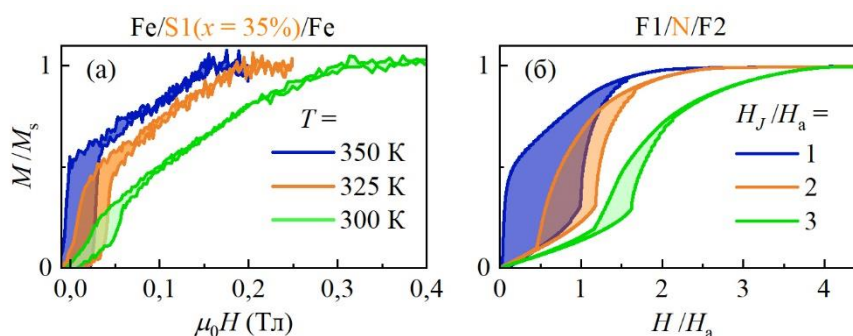 Fe/S1(x = 35%)/Fe
(а)
M/Mₛ
1
0
T =
350 К
325 К
300 К
0,0 0,1 0,2 0,3 0,4
μ₀H (Тл)
F1/N/F2
(б)
1
0
H_J/Hₐ =
1
2
3
0 1 2 3 4
H/Hₐ